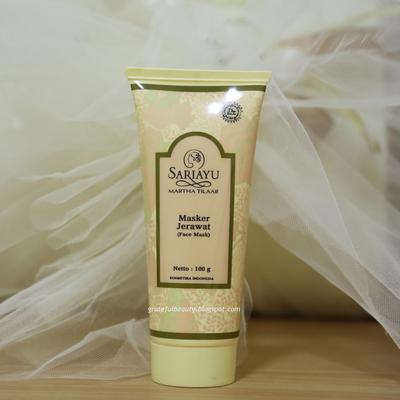 SARIAYU
MARTHA TILAAR
Masker
Jerawat
(Face Mask)
Netto : 100 g
KOSMETIKA INDONESIA
gratefulbeauty.blogspot.com